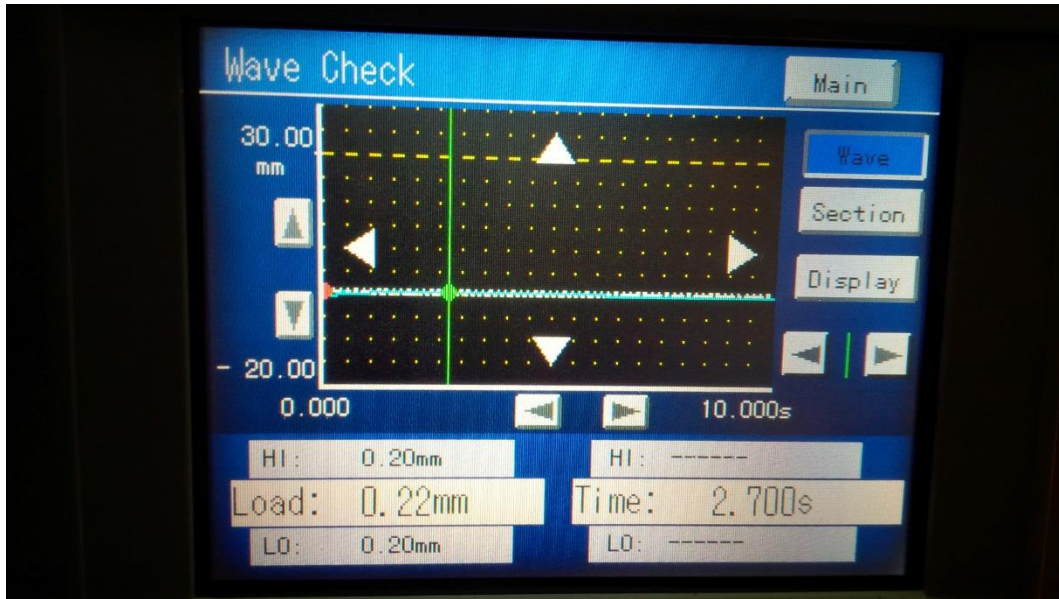 Wave Check
Main
30.00
mm
Wave
Section
Display
- 20.00
0.000
10.000s
HI: 0.20mm
HI: ------
Load: 0.22mm
Time: 2.700s
LO: 0.20mm
LO: ------